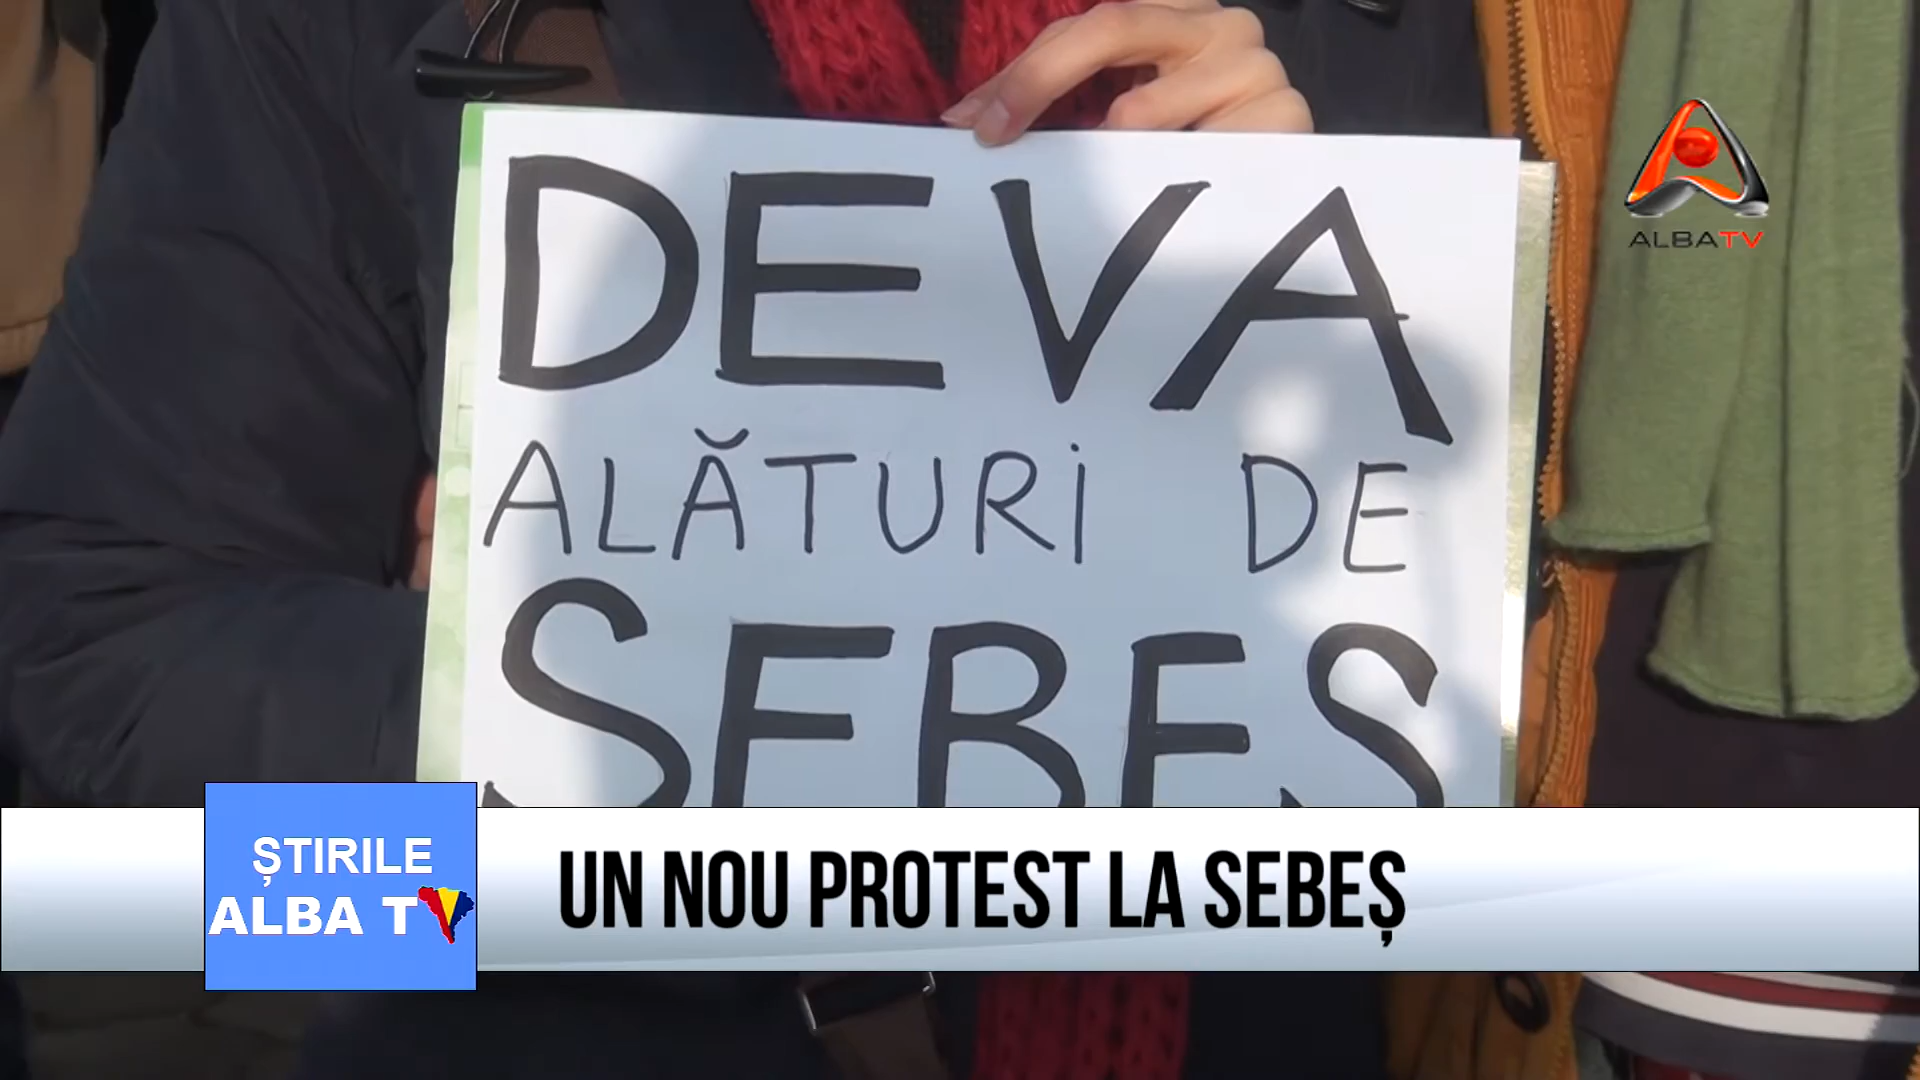 DEVA
ALĂTURI DE
SEBEȘ
ALBATV
ȘTIRILE
ALBA TV
UN NOU PROTEST LA SEBEȘ